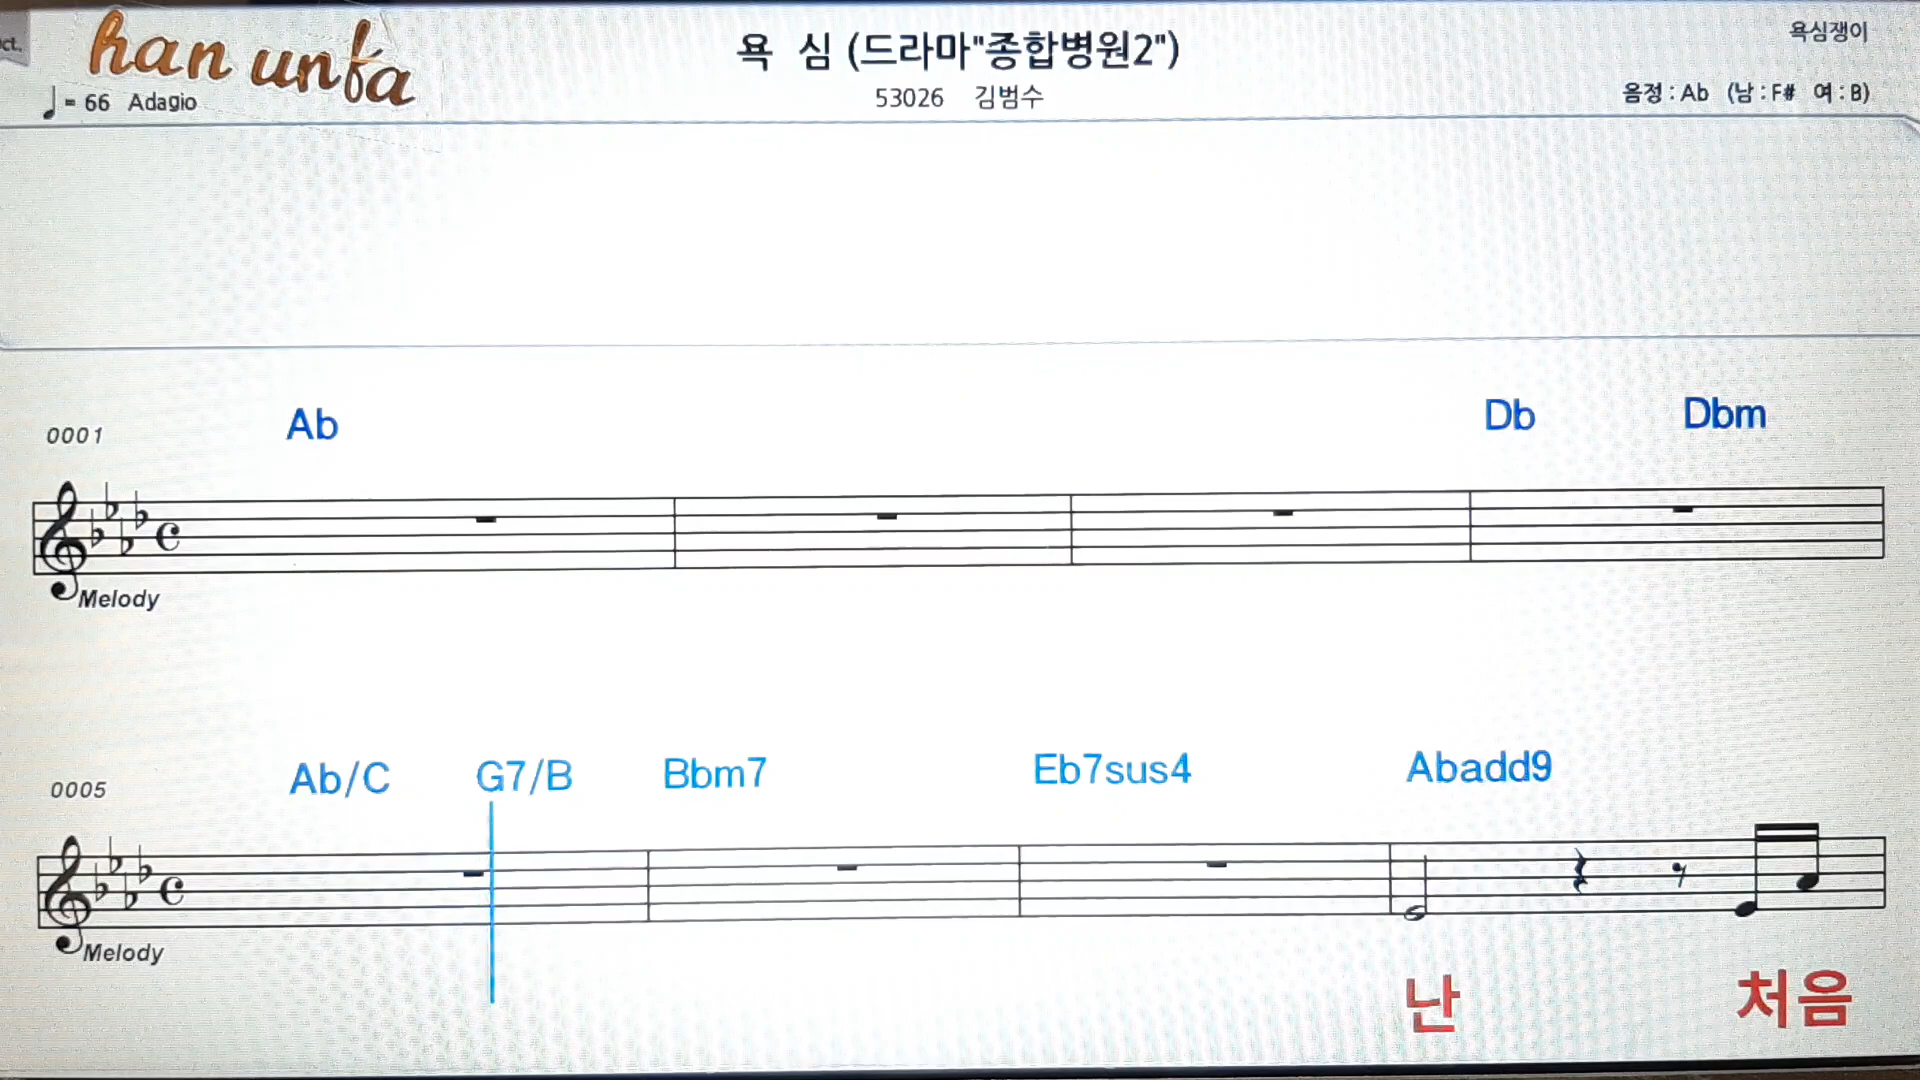 ct.
han unfa
욕심쟁이
욕 심 (드라마"종합병원2")
= 66 Adagio
53026 김범수
음정 : Ab (남 : F# 여 : B)
0001 Ab Db Dbm
Melody
0005 Ab/C G7/B Bbm7 Eb7sus4 Abadd9
Melody
난 처음